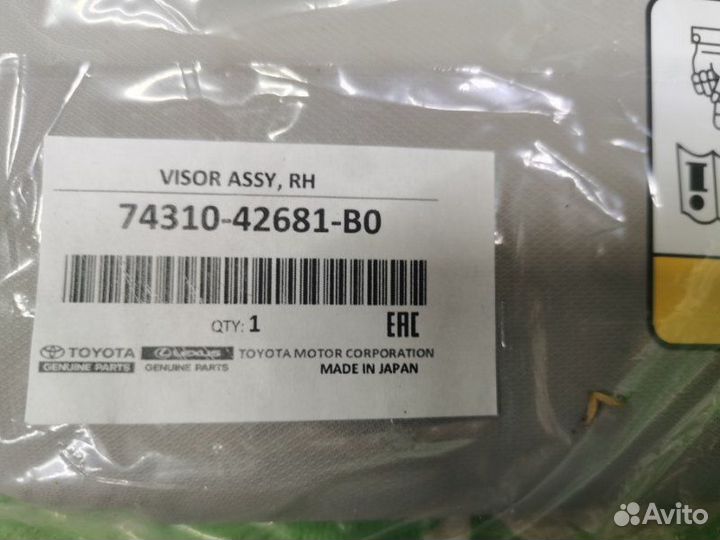 VISOR ASSY, RH
74310-42681-B0
QTY: 1
EAC
TOYOTA LEXUS TOYOTA MOTOR CORPORATION
GENUINE PARTS GENUINE PARTS MADE IN JAPAN
Avito